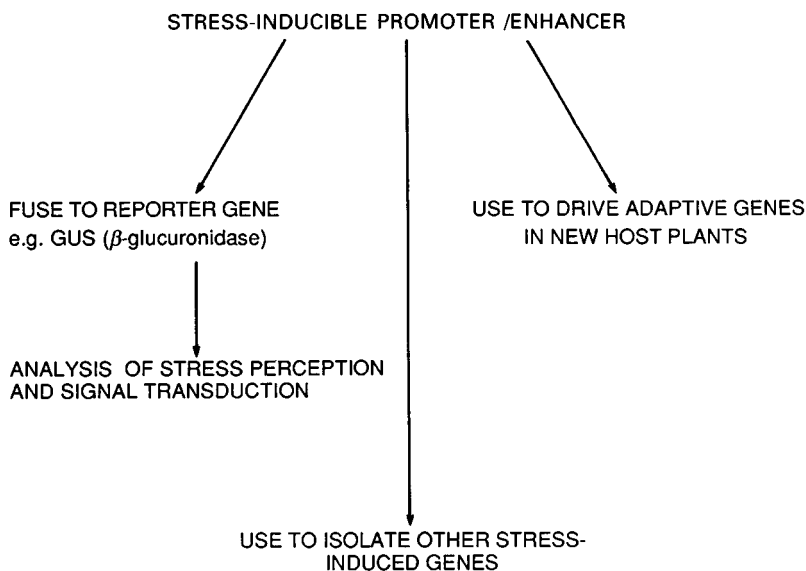 STRESS-INDUCIBLE PROMOTER /ENHANCER
FUSE TO REPORTER GENE
e.g. GUS (β-glucuronidase)
USE TO DRIVE ADAPTIVE GENES
IN NEW HOST PLANTS
ANALYSIS OF STRESS PERCEPTION
AND SIGNAL TRANSDUCTION
USE TO ISOLATE OTHER STRESS-
INDUCED GENES